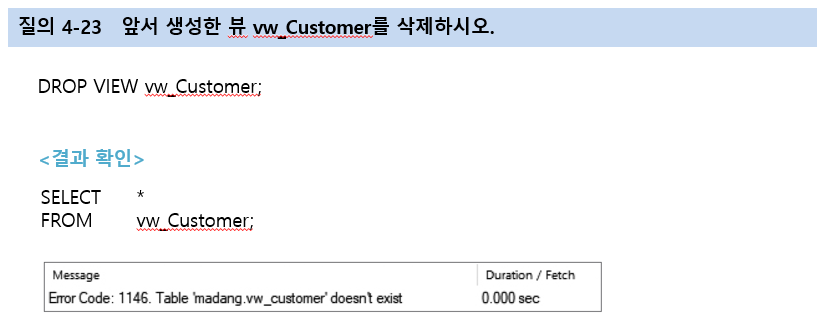 질의 4-23 앞서 생성한 뷰 vw_Customer를 삭제하시오.
DROP VIEW vw_Customer;
<결과 확인>
SELECT *
FROM vw_Customer;
Message Duration / Fetch
Error Code: 1146. Table 'madang.vw_customer' doesn't exist 0.000 sec